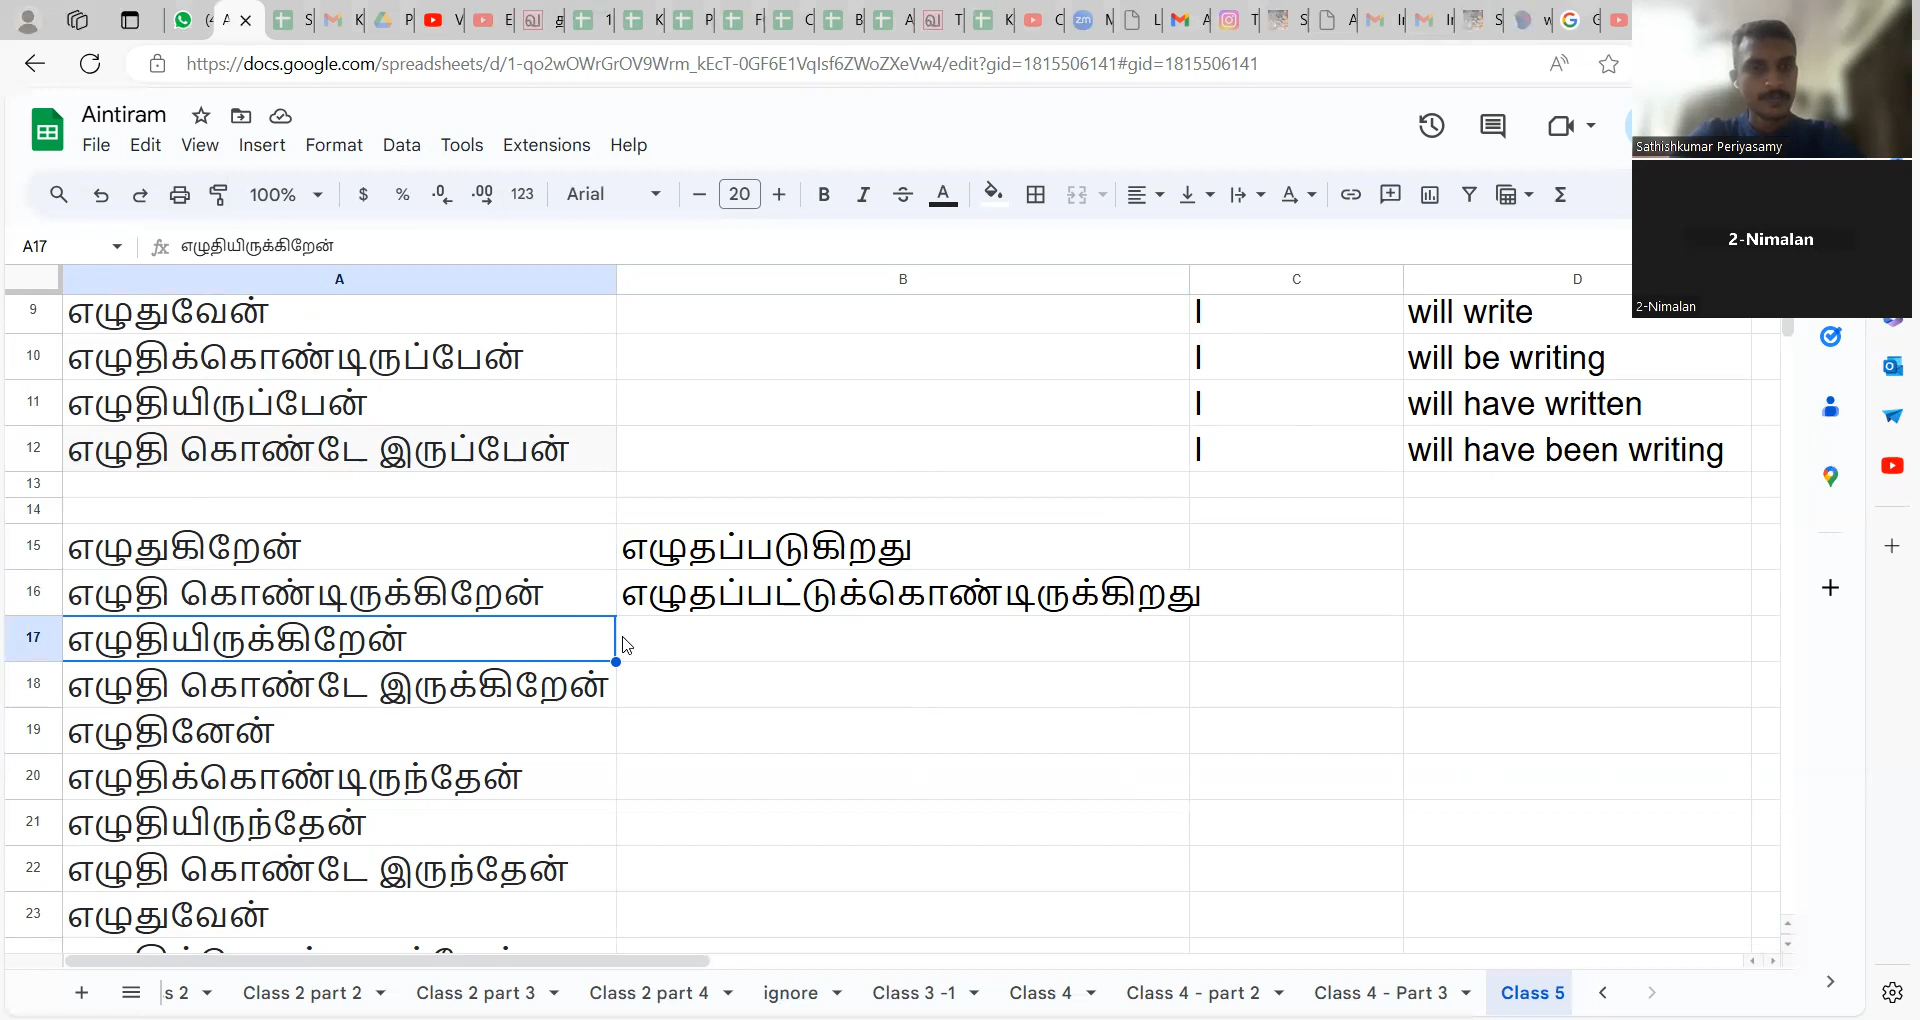 https://docs.google.com/spreadsheets/d/1-qo2wOWrGrOV9Wrm_kEcT-0GF6E1VqIsf6ZWoZXeVw4/edit?gid=1815506141#gid=1815506141
Aintiram
File Edit View Insert Format Data Tools Extensions Help
100% $ % .0 .00 123 Arial 20
Sathishkumar Periyasamy
2-Nimalan
2-Nimalan
A17 fx எழுதியிருக்கிறேன்
A B C D
9 எழுதுவேன் I will write
10 எழுதிக்கொண்டிருப்பேன் I will be writing
11 எழுதியிருப்பேன் I will have written
12 எழுதி கொண்டே இருப்பேன் I will have been writing
13
14
15 எழுதுகிறேன் எழுதப்படுகிறது
16 எழுதி கொண்டிருக்கிறேன் எழுதப்பட்டுக்கொண்டிருக்கிறது
17 எழுதியிருக்கிறேன்
18 எழுதி கொண்டே இருக்கிறேன்
19 எழுதினேன்
20 எழுதிக்கொண்டிருந்தேன்
21 எழுதியிருந்தேன்
22 எழுதி கொண்டே இருந்தேன்
23 எழுதுவேன்
s 2 Class 2 part 2 Class 2 part 3 Class 2 part 4 ignore Class 3 -1 Class 4 Class 4 - part 2 Class 4 - Part 3 Class 5